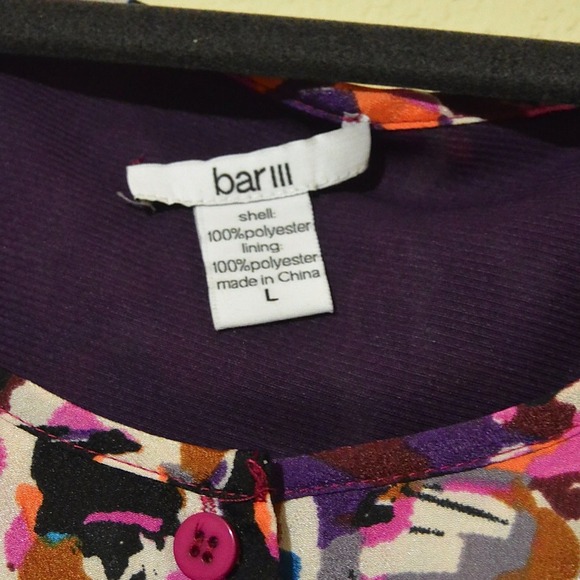 bar III
shell:
100%polyester
lining:
100%polyester
made in China
L